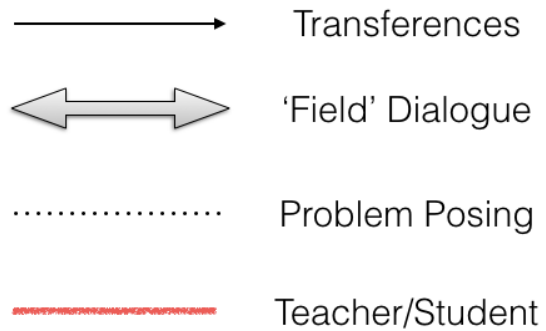 Transferences
‘Field’ Dialogue
Problem Posing
Teacher/Student